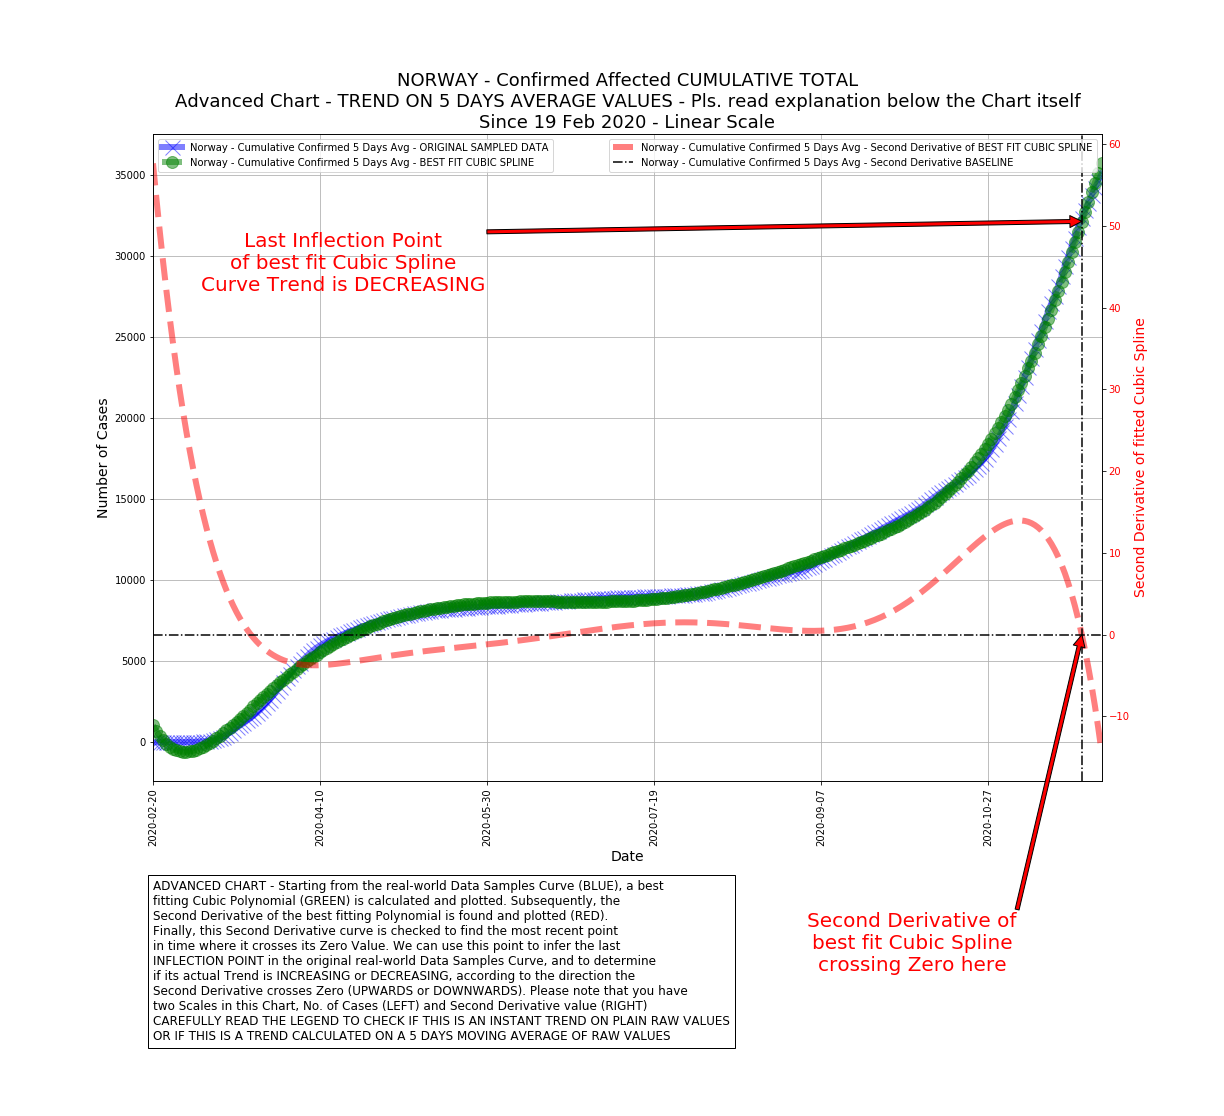 NORWAY - Confirmed Affected CUMULATIVE TOTAL
Advanced Chart - TREND ON 5 DAYS AVERAGE VALUES - Pls. read explanation below the Chart itself
Since 19 Feb 2020 - Linear Scale
Norway - Cumulative Confirmed 5 Days Avg - ORIGINAL SAMPLED DATA
Norway - Cumulative Confirmed 5 Days Avg - BEST FIT CUBIC SPLINE
Norway - Cumulative Confirmed 5 Days Avg - Second Derivative of BEST FIT CUBIC SPLINE
Norway - Cumulative Confirmed 5 Days Avg - Second Derivative BASELINE
Last Inflection Point
of best fit Cubic Spline
Curve Trend is DECREASING
Number of Cases
35000
30000
25000
20000
15000
10000
5000
0
60
50
40
30
20
10
0
−10
Second Derivative of fitted Cubic Spline
2020-02-20
2020-04-10
2020-05-30
2020-07-19
2020-09-07
2020-10-27
Date
Second Derivative of
best fit Cubic Spline
crossing Zero here
ADVANCED CHART - Starting from the real-world Data Samples Curve (BLUE), a best
fitting Cubic Polynomial (GREEN) is calculated and plotted. Subsequently, the
Second Derivative of the best fitting Polynomial is found and plotted (RED).
Finally, this Second Derivative curve is checked to find the most recent point
in time where it crosses its Zero Value. We can use this point to infer the last
INFLECTION POINT in the original real-world Data Samples Curve, and to determine
if its actual Trend is INCREASING or DECREASING, according to the direction the
Second Derivative crosses Zero (UPWARDS or DOWNWARDS). Please note that you have
two Scales in this Chart, No. of Cases (LEFT) and Second Derivative value (RIGHT)
CAREFULLY READ THE LEGEND TO CHECK IF THIS IS AN INSTANT TREND ON PLAIN RAW VALUES
OR IF THIS IS A TREND CALCULATED ON A 5 DAYS MOVING AVERAGE OF RAW VALUES